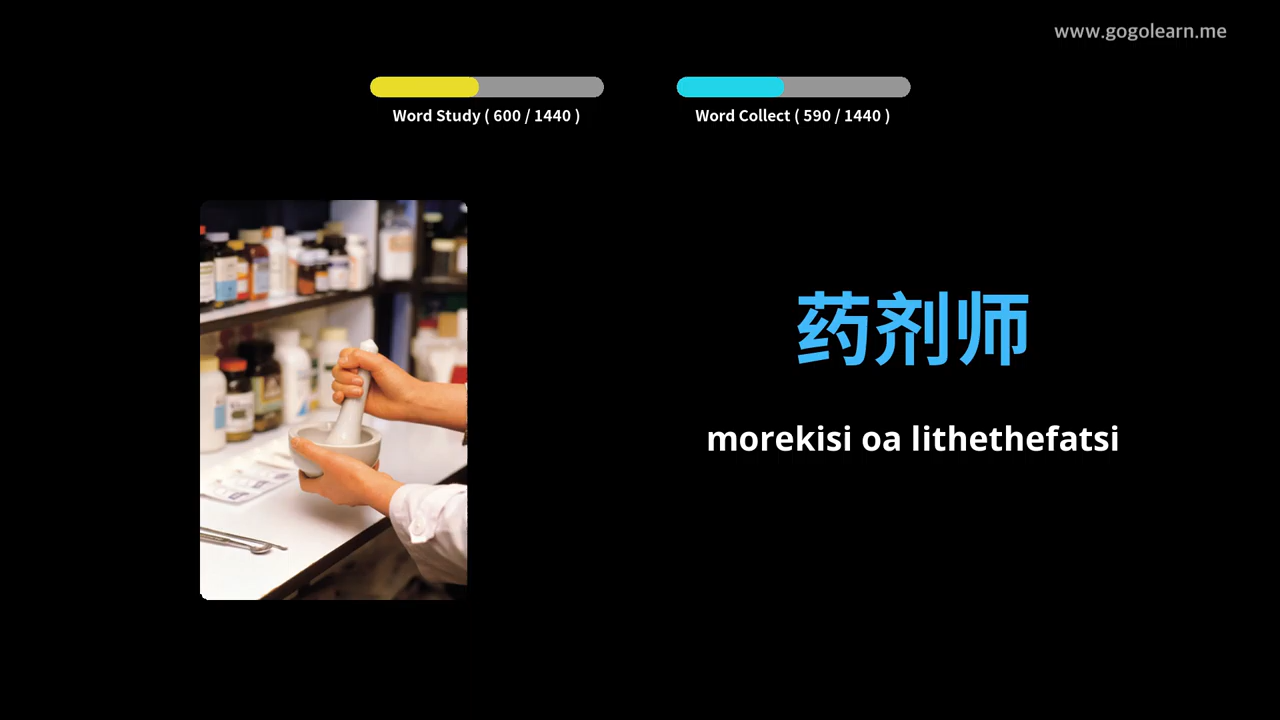 www.gogolearn.me
Word Study ( 600 / 1440 )
Word Collect ( 590 / 1440 )
药剂师
morekisi oa lithethefatsi